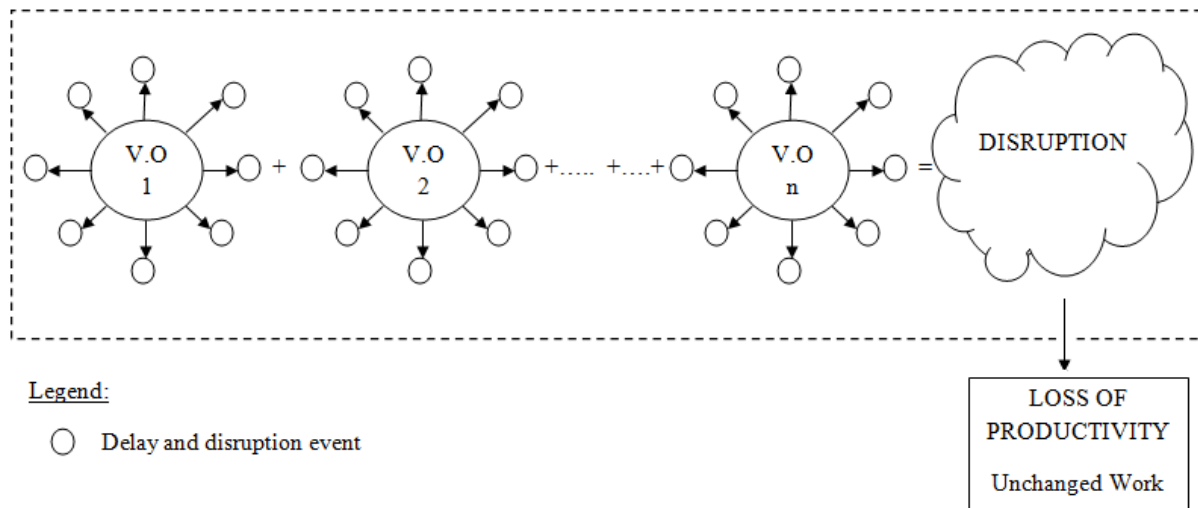 V.O
1
+
V.O
2
+..... +....+
V.O
n
=
DISRUPTION
Legend:
Delay and disruption event
LOSS OF
PRODUCTIVITY
Unchanged Work